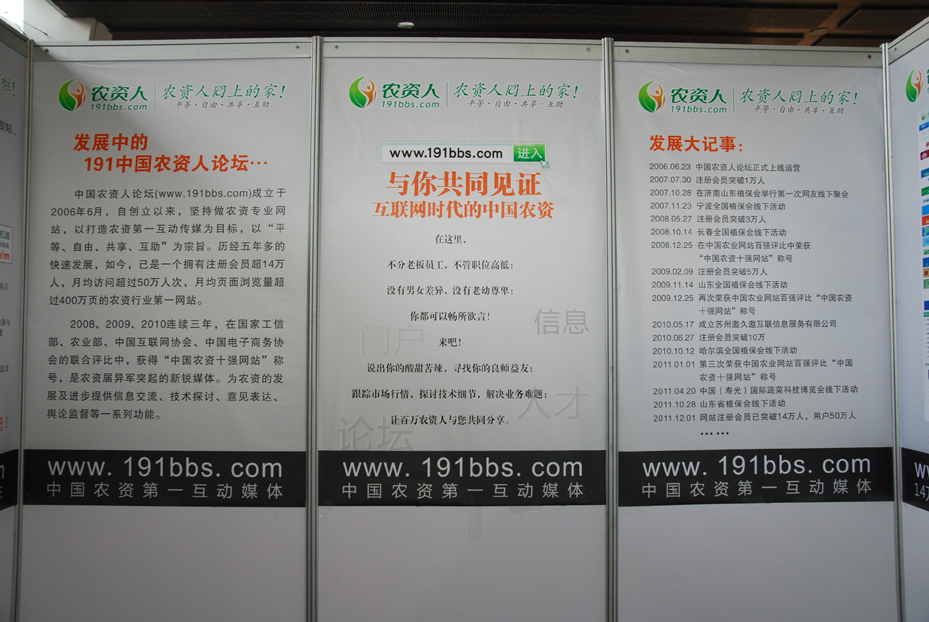 农资人
191bbs.com
农资人网上的家!
平等·自由·共享·互助
发展中的
191中国农资人论坛…
中国农资人论坛(www.191bbs.com)成立于
2006年6月，自创立以来，坚持做农资专业网
站，以打造农资第一互动传媒为目标，以“平
等、自由、共享、互助”为宗旨。历经五年多的
快速发展，如今，已是一个拥有注册会员超14万
人，月均访问超过50万人次，月均页面浏览量超
过400万页的农资行业第一网站。
2008、2009、2010连续三年，在国家工信
部、农业部、中国互联网协会、中国电子商务协
会的联合评比中，获得“中国农资十强网站”称
号，是农资届异军突起的新锐媒体。为农资的发
展及进步提供信息交流、技术探讨、意见表达、
舆论监督等一系列功能。
www.191bbs.com
中国农资第一互动媒体
农资人
191bbs.com
农资人网上的家!
平等·自由·共享·互助
www.191bbs.com 进入
与你共同见证
互联网时代的中国农资
在这里，
不分老板员工，不管职位高低；
没有男女差异，没有老幼尊卑；
你都可以畅所欲言！
信息
门户
来吧！
说出你的酸甜苦辣、寻找你的良师益友；
跟踪市场行情，探讨技术细节，解决业务难题；
人才
让百万农资人与您共同分享。
论坛
www.191bbs.com
中国农资第一互动媒体
农资人
191bbs.com
农资人网上的家!
平等·自由·共享·互助
发展大记事：
2006.06.23 中国农资人论坛正式上线运营
2007.07.30 注册会员突破1万人
2007.10.28 在济南山东植保会举行第一次网友线下聚会
2007.11.23 宁波全国植保会线下活动
2008.05.27 注册会员突破3万人
2008.10.14 长春全国植保会线下活动
2008.12.25 在中国农业网站百强评比中荣获
“中国农资十强网站”称号
2009.02.09 注册会员突破5万人
2009.11.14 山东全国植保会线下活动
2009.12.25 再次荣获中国农业网站百强评比“中国农资
十强网站”称号
2010.05.17 成立苏州邀久邀互联信息服务有限公司
2010.06.27 注册会员突破10万
2010.10.12 哈尔滨全国植保会线下活动
2011.01.01 第三次荣获中国农业网站百强评比“中国
农资十强网站”称号
2011.04.20 中国（寿光）国际蔬菜科技博览会线下活动
2011.10.28 山东省植保会线下活动
2011.12.01 网站注册会员已突破14万人，用户50万人
……
www.191bbs.com
中国农资第一互动媒体